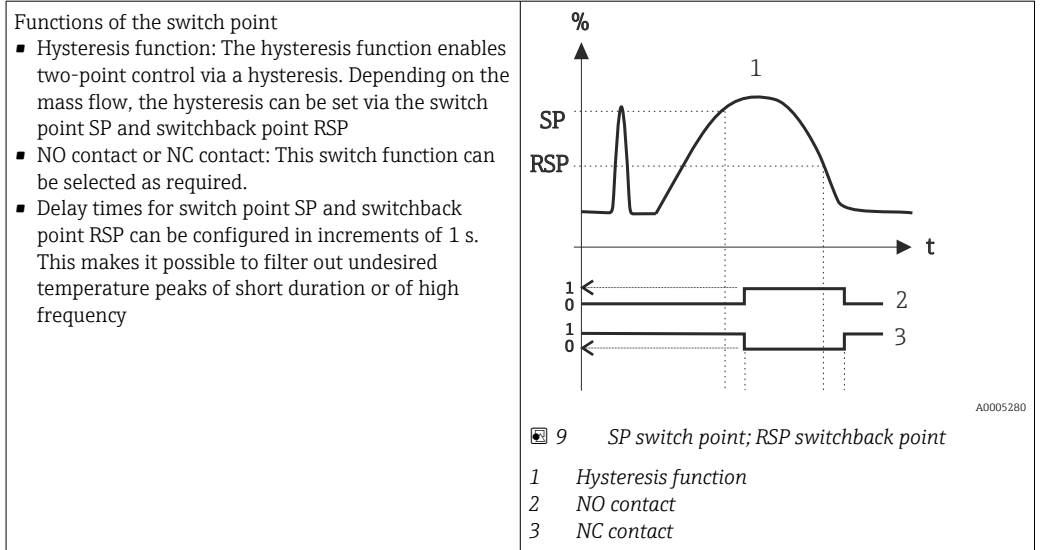 Functions of the switch point
▪ Hysteresis function: The hysteresis function enables
two-point control via a hysteresis. Depending on the
mass flow, the hysteresis can be set via the switch
point SP and switchback point RSP
▪ NO contact or NC contact: This switch function can
be selected as required.
▪ Delay times for switch point SP and switchback
point RSP can be configured in increments of 1 s.
This makes it possible to filter out undesired
temperature peaks of short duration or of high
frequency
%
1
SP
RSP
t
1
0
2
1
0
3
A0005280
9 SP switch point; RSP switchback point
1 Hysteresis function
2 NO contact
3 NC contact